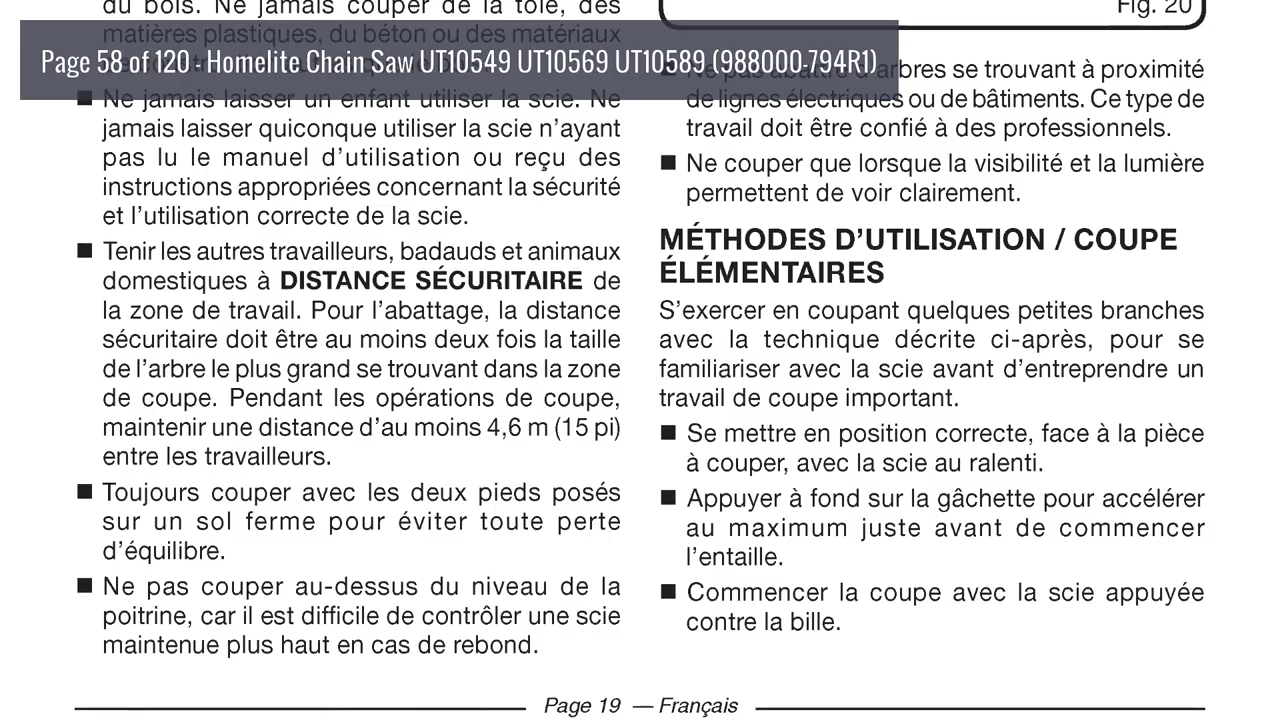 du bois. Ne jamais couper de la tôle, des
matières plastiques, du béton ou des matériaux
Page 58 of 120 - Homelite Chain Saw UT10549 UT10569 UT10589 (988000-794R1)
■ Ne jamais laisser un enfant utiliser la scie. Ne
jamais laisser quiconque utiliser la scie n’ayant
pas lu le manuel d’utilisation ou reçu des
instructions appropriées concernant la sécurité
et l’utilisation correcte de la scie.
■ Tenir les autres travailleurs, badauds et animaux
domestiques à DISTANCE SÉCURITAIRE de
la zone de travail. Pour l’abattage, la distance
sécuritaire doit être au moins deux fois la taille
de l’arbre le plus grand se trouvant dans la zone
de coupe. Pendant les opérations de coupe,
maintenir une distance d’au moins 4,6 m (15 pi)
entre les travailleurs.
■ Toujours couper avec les deux pieds posés
sur un sol ferme pour éviter toute perte
d’équilibre.
■ Ne pas couper au-dessus du niveau de la
poitrine, car il est difficile de contrôler une scie
maintenue plus haut en cas de rebond.
Fig. 20
■ Ne pas abattre d’arbres se trouvant à proximité
de lignes électriques ou de bâtiments. Ce type de
travail doit être confié à des professionnels.
■ Ne couper que lorsque la visibilité et la lumière
permettent de voir clairement.
MÉTHODES D’UTILISATION / COUPE
ÉLÉMENTAIRES
S’exercer en coupant quelques petites branches
avec la technique décrite ci-après, pour se
familiariser avec la scie avant d’entreprendre un
travail de coupe important.
■ Se mettre en position correcte, face à la pièce
à couper, avec la scie au ralenti.
■ Appuyer à fond sur la gâchette pour accélérer
au maximum juste avant de commencer
l’entaille.
■ Commencer la coupe avec la scie appuyée
contre la bille.
Page 19 — Français